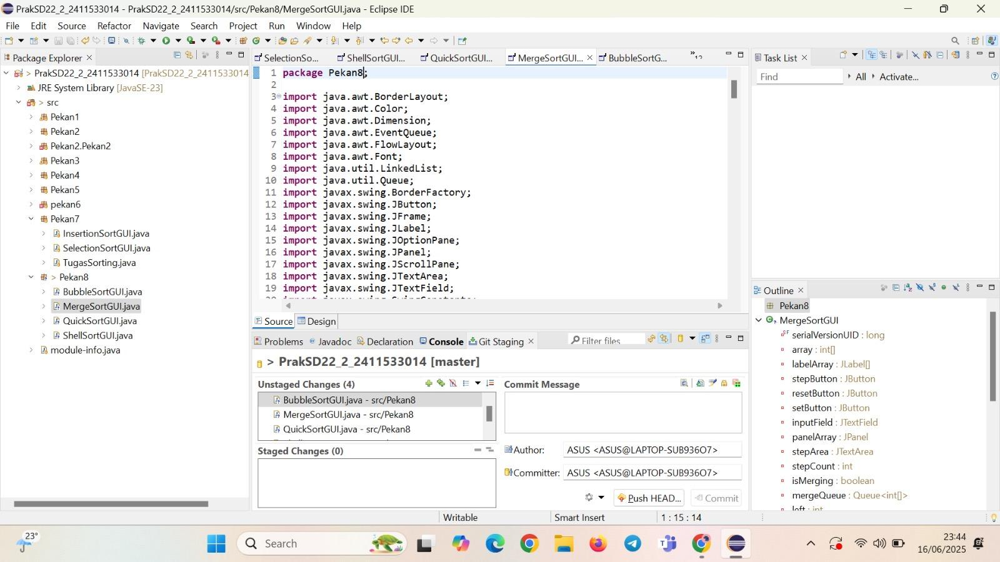 PrakSD22_2_2411533014 - PrakSD22_2_2411533014/src/Pekan8/MergeSortGUI.java - Eclipse IDE
File Edit Source Refactor Navigate Search Project Run Window Help
Package Explorer
> PrakSD22_2_2411533014 [PrakSD22_2_2411533014
JRE System Library [JavaSE-23]
> src
Pekan1
Pekan2
Pekan2.Pekan2
Pekan3
Pekan4
Pekan5
pekan6
Pekan7
InsertionSortGUI.java
SelectionSortGUI.java
TugasSorting.java
> Pekan8
BubbleSortGUI.java
MergeSortGUI.java
QuickSortGUI.java
ShellSortGUI.java
module-info.java
SelectionSo... ShellSortGUI... QuickSortGUI... MergeSortGUI... BubbleSortG... »12
1 package Pekan8;
2
3 import java.awt.BorderLayout;
4 import java.awt.Color;
5 import java.awt.Dimension;
6 import java.awt.EventQueue;
7 import java.awt.FlowLayout;
8 import java.awt.Font;
9 import java.util.LinkedList;
10 import java.util.Queue;
11 import javax.swing.BorderFactory;
12 import javax.swing.JButton;
13 import javax.swing.JFrame;
14 import javax.swing.JLabel;
15 import javax.swing.JOptionPane;
16 import javax.swing.JPanel;
17 import javax.swing.JScrollPane;
18 import javax.swing.JTextArea;
19 import javax.swing.JTextField;
Source Design
Problems Javadoc Declaration Console Git Staging
Filter files
> PrakSD22_2_2411533014 [master]
Unstaged Changes (4)
BubbleSortGUI.java - src/Pekan8
MergeSortGUI.java - src/Pekan8
QuickSortGUI.java - src/Pekan8
Staged Changes (0)
Commit Message
Author: ASUS <ASUS@LAPTOP-SUB936O7>
Committer: ASUS <ASUS@LAPTOP-SUB936O7>
Push HEAD... Commit
Task List
Find All Activate...
Outline
Pekan8
MergeSortGUI
serialVersionUID : long
array : int[]
labelArray : JLabel[]
stepButton : JButton
resetButton : JButton
setButton : JButton
inputField : JTextField
panelArray : JPanel
stepArea : JTextArea
stepCount : int
isMerging : boolean
mergeQueue : Queue<int[]>
left : int
Writable Smart Insert 1 : 15 : 14
23°
Search
23:44
16/06/2025